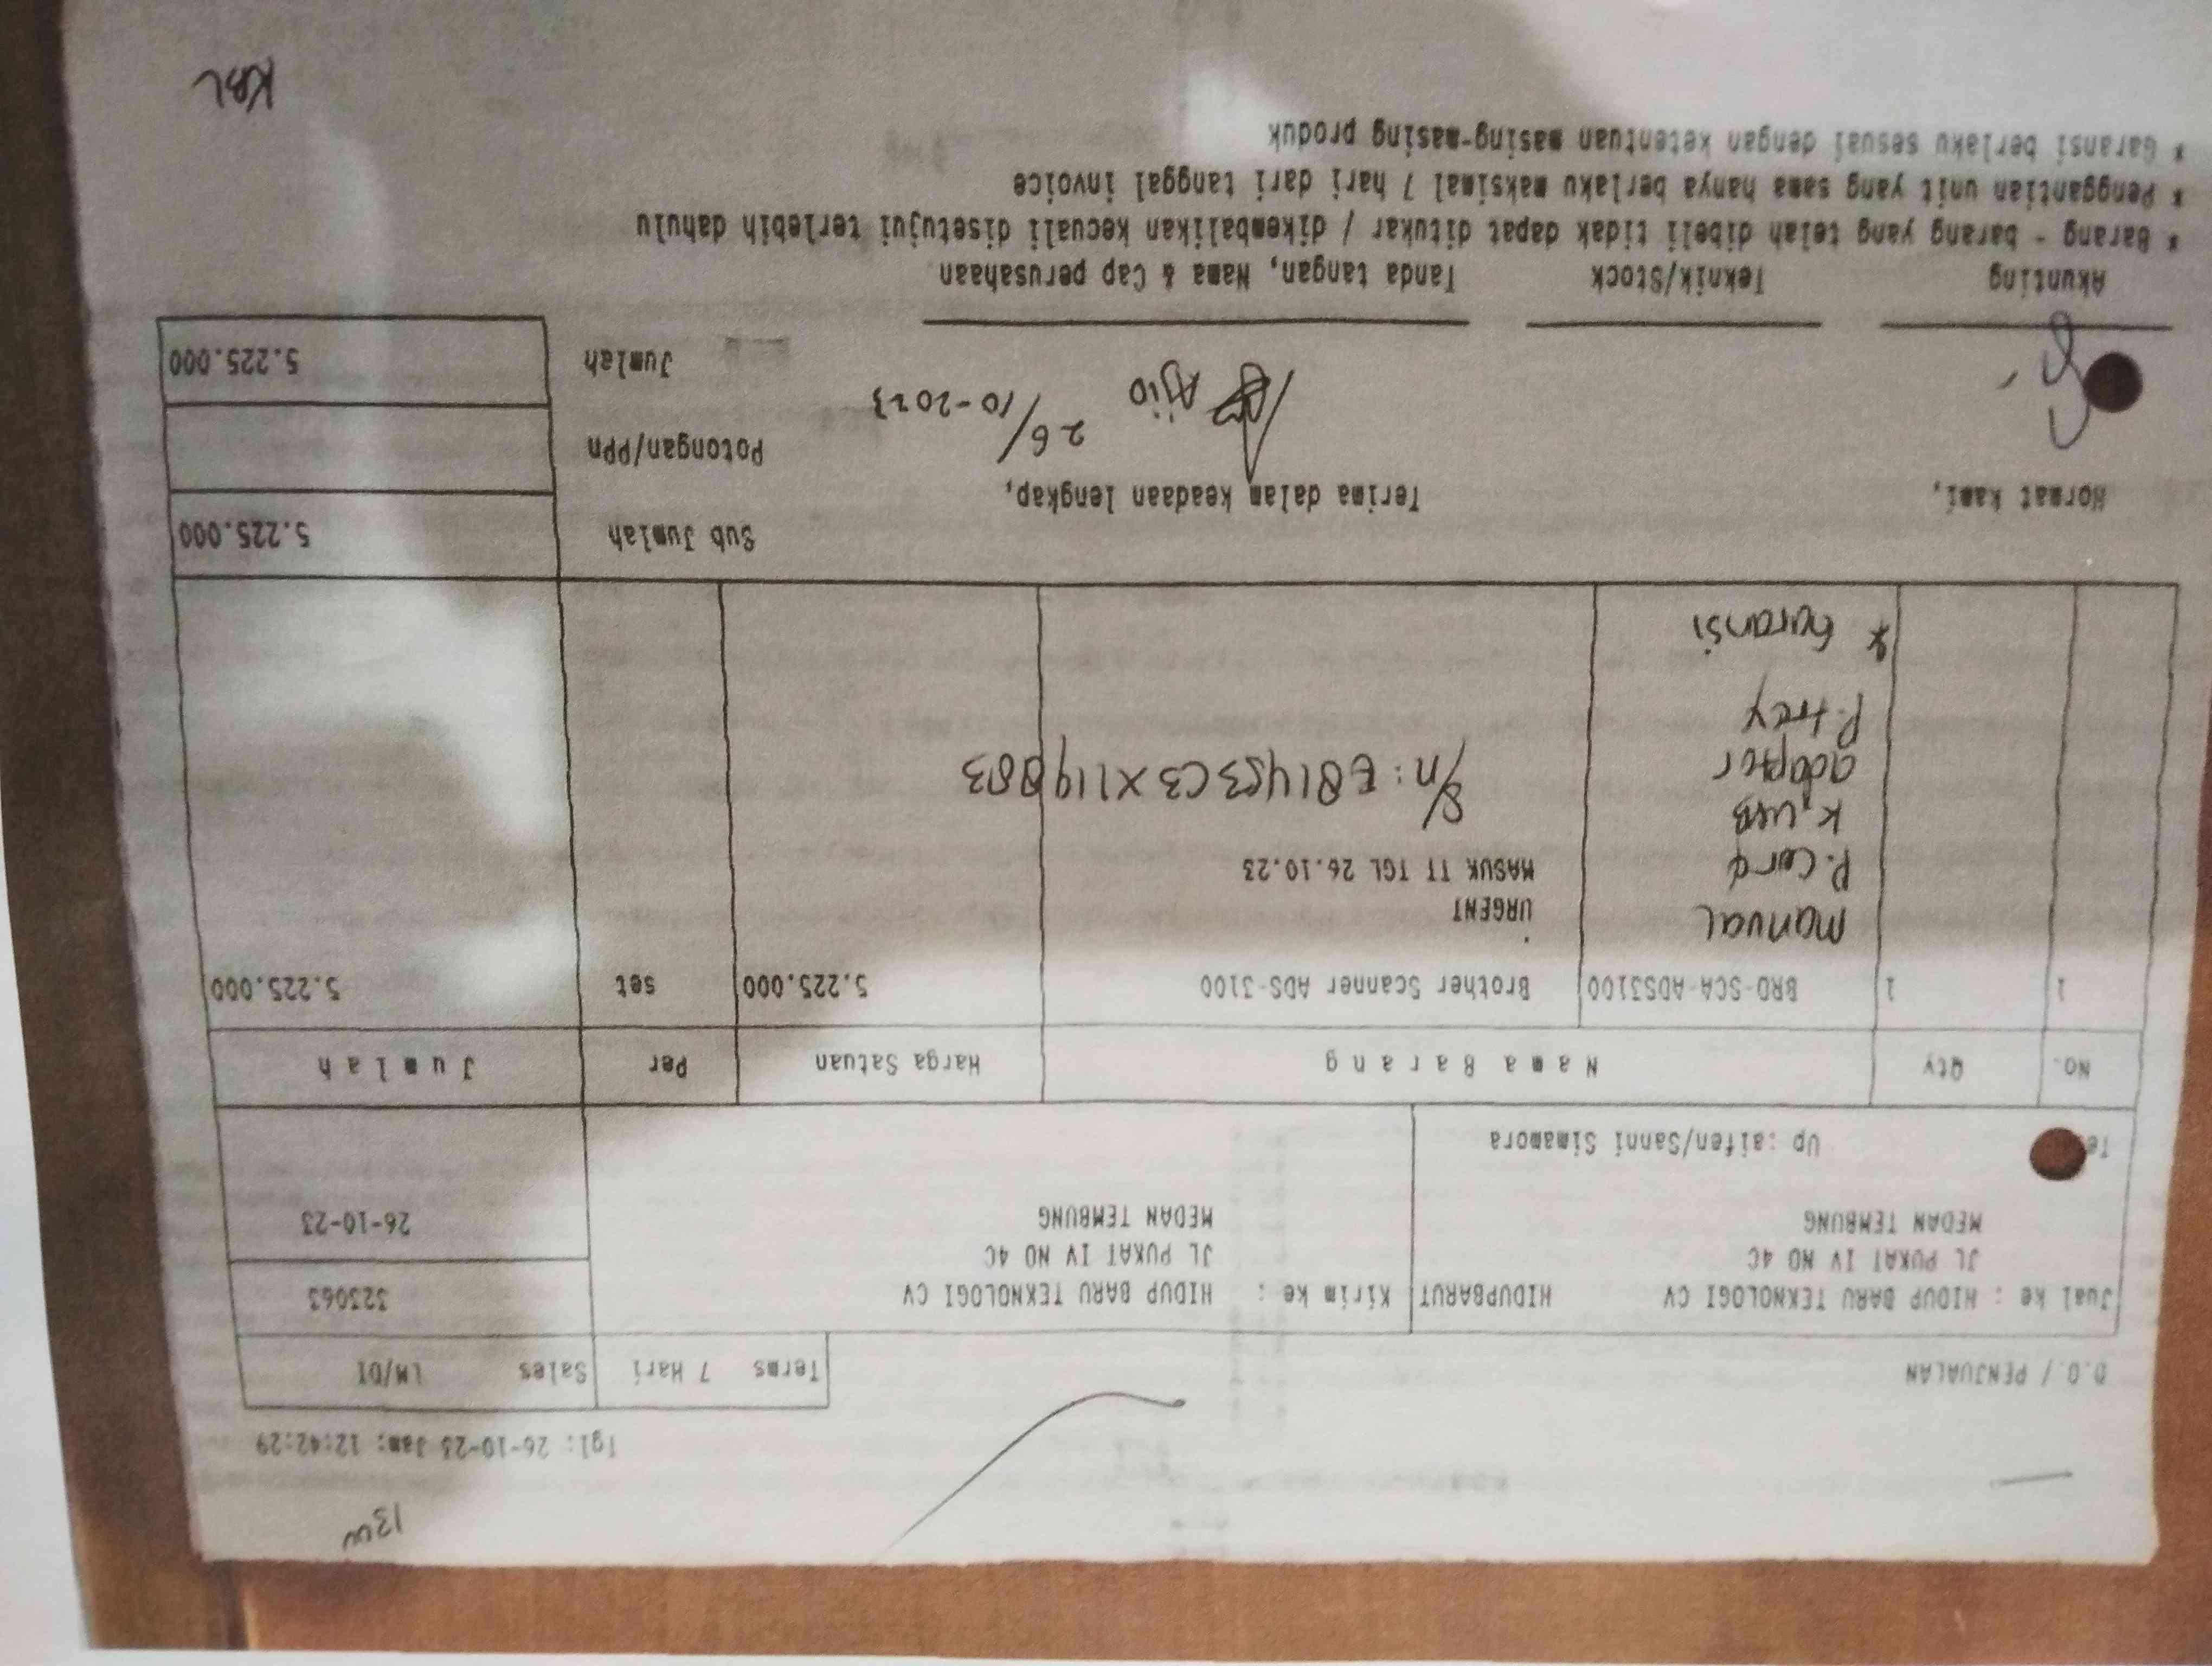 Tgl: 26-10-23 Jam: 12:42:29
D.O / PENJUALAN
Terms 7 Hari Sales LM/DI
Jual ke : HIDUP BARU TEKNOLOGI CV HIDUPBARUT Kirim ke : HIDUP BARU TEKNOLOGI CV 323063
JL PUKAT IV NO 4C JL PUKAT IV NO 4C
MEDAN TEMBUNG MEDAN TEMBUNG 26-10-23
Up :aifen/Sanni Simamora
No. Qty Nama Barang Harga Satuan Per Jumlah
1 1 BRO-SCA-ADS3100 Brother Scanner ADS-3100 5.225.000 set 5.225.000
manual URGENT
P. Card MASUK TT TGL 26.10.23
K. USB
adaptor
P. trey
* Garansi
Sub Jumlah 5.225.000
Hormat kami, Terima dalam keadaan lengkap,
Potongan/PPn
26/10-2023
Ajio
Jumlah 5.225.000
Akunting Teknik/Stock Tanda tangan, Nama & Cap perusahaan
* Barang - barang yang telah dibeli tidak dapat ditukar / dikembalikan kecuali disetujui terlebih dahulu
* Penggantian unit yang sama hanya berlaku maksimal 7 hari dari tanggal invoice
* Garansi berlaku sesuai dengan ketentuan masing-masing produk
KBL